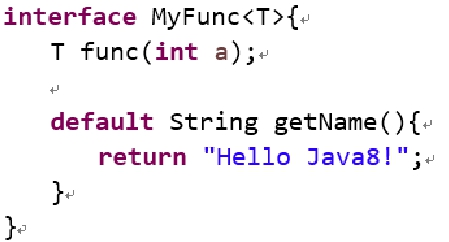 interface MyFunc<T>{
T func(int a);
default String getName(){
return "Hello Java8!";
}
}